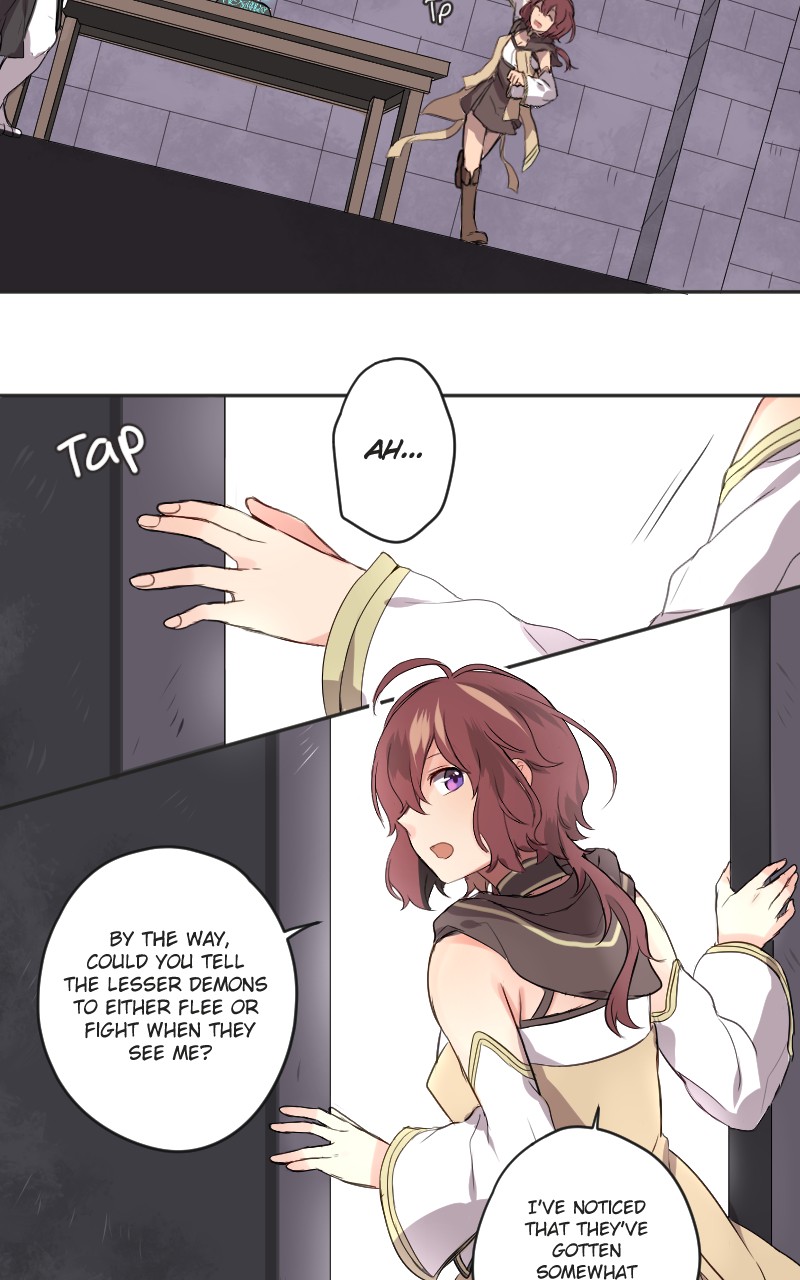 TP
Tap
AH...
BY THE WAY,
COULD YOU TELL
THE LESSER DEMONS
TO EITHER FLEE OR
FIGHT WHEN THEY
SEE ME?
I'VE NOTICED
THAT THEY'VE
GOTTEN
SOMEWHAT